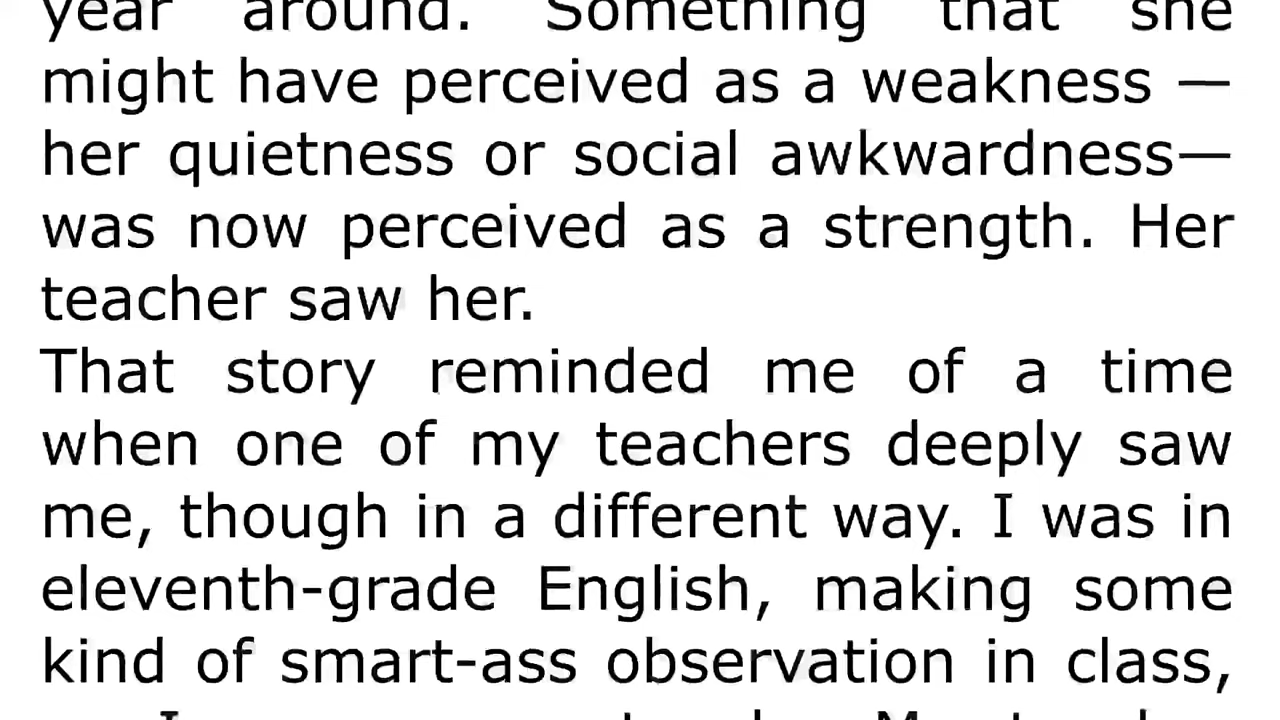 year around. Something that she
might have perceived as a weakness —
her quietness or social awkwardness—
was now perceived as a strength. Her
teacher saw her.
That story reminded me of a time
when one of my teachers deeply saw
me, though in a different way. I was in
eleventh-grade English, making some
kind of smart-ass observation in class,